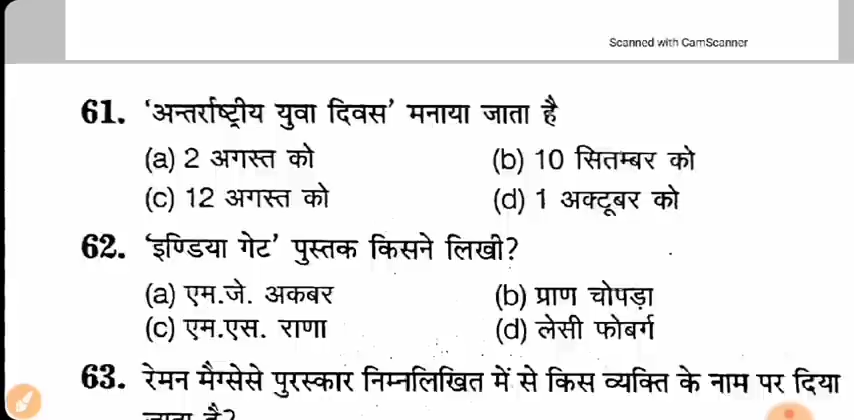 Scanned with CamScanner
61. ‘अन्तर्राष्ट्रीय युवा दिवस’ मनाया जाता है
(a) 2 अगस्त को (b) 10 सितम्बर को
(c) 12 अगस्त को (d) 1 अक्टूबर को
62. ‘इण्डिया गेट’ पुस्तक किसने लिखी?
(a) एम.जे. अकबर (b) प्राण चोपड़ा
(c) एम.एस. राणा (d) लेसी फोबर्ग
63. रेमन मैग्सेसे पुरस्कार निम्नलिखित में से किस व्यक्ति के नाम पर दिया
जाता है?